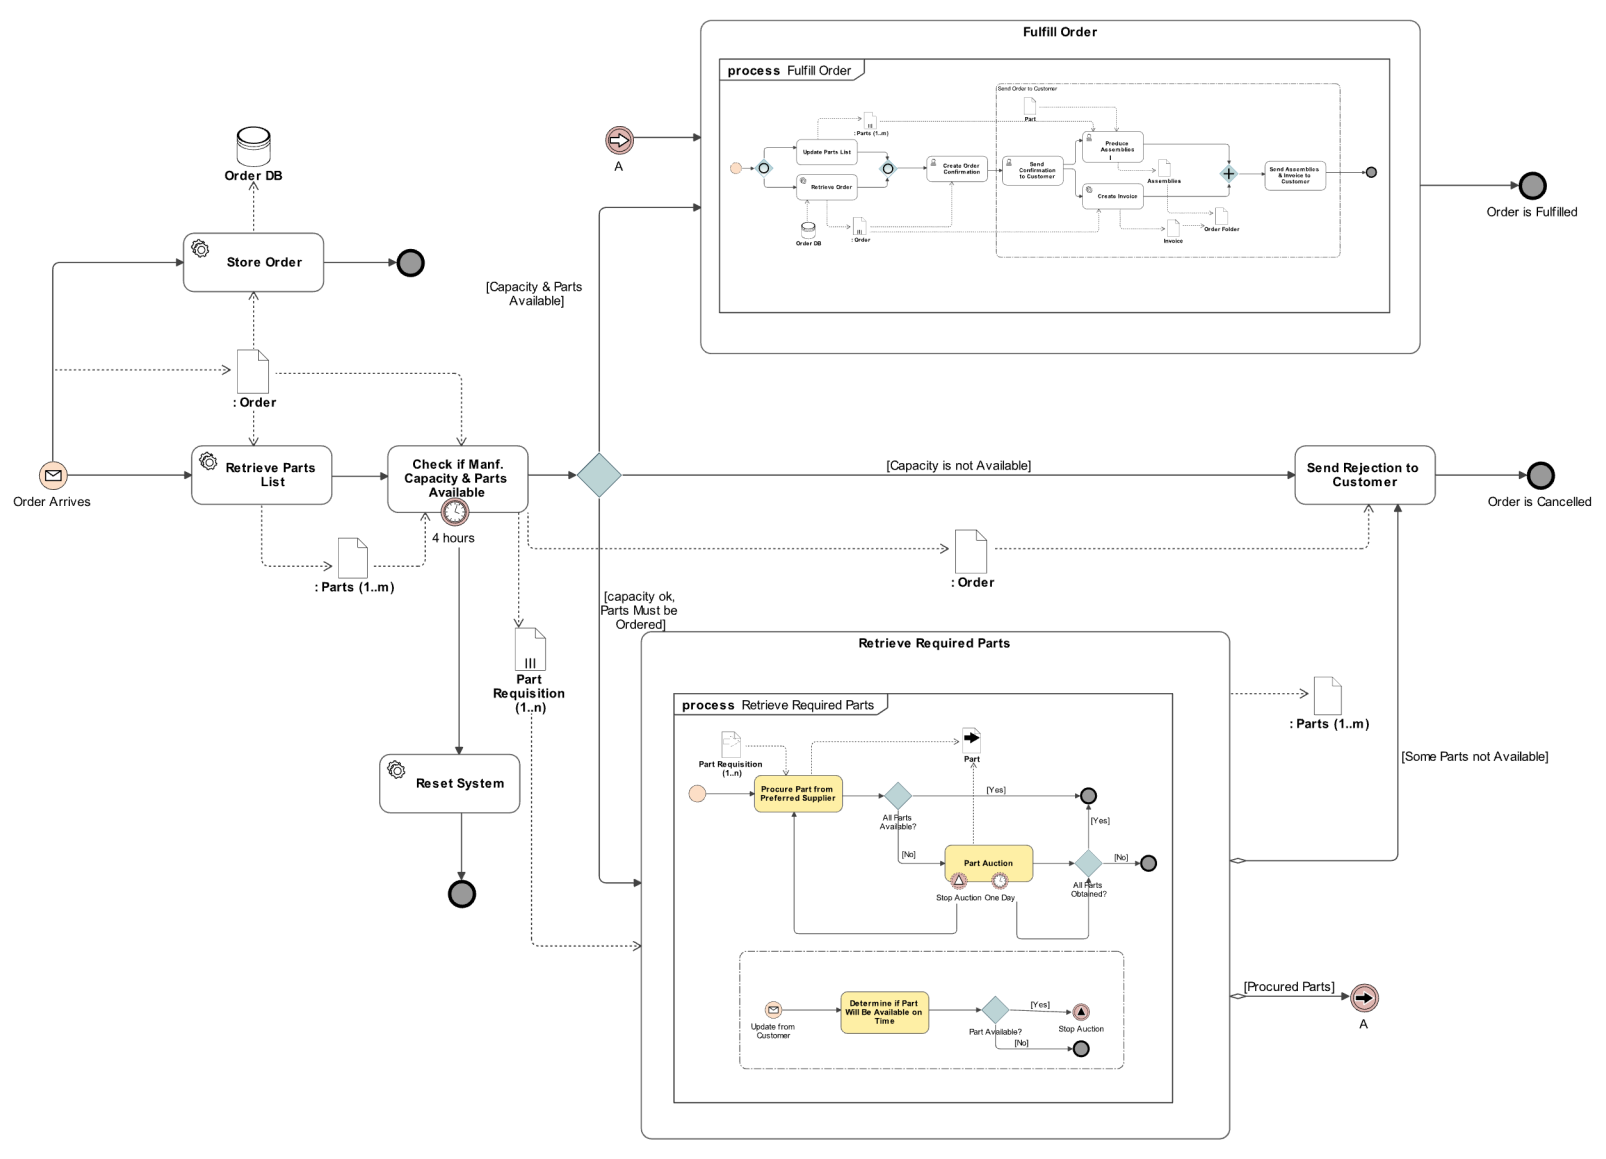 Fulfill Order
process Fulfill Order
Send Order to Customer
Part
: Parts (1..m)
Update Parts List
Produce
Assemblies
Create Order
Confirmation
Send
Confirmation
to Customer
Retrieve Order
Assemblies
Send Assemblies
& Invoice to
Customer
Create Invoice
Order DB
: Order
Invoice
Order Folder
A
Order is Fulfilled
Order DB
Store Order
[Capacity & Parts
Available]
: Order
Order Arrives
Retrieve Parts
List
Check if Manf.
Capacity & Parts
Available
4 hours
[Capacity is not Available]
Send Rejection to
Customer
Order is Cancelled
: Parts (1..m)
: Order
[capacity ok,
Parts Must be
Ordered]
Part
Requisition
(1..n)
Reset System
Retrieve Required Parts
process Retrieve Required Parts
Part Requisition
(1..n)
Part
Procure Part from
Preferred Supplier
All Parts
Available?
[Yes]
[No]
Part Auction
Stop Auction
One Day
[Yes]
[No]
All Parts
Obtained?
Update from
Customer
Determine if Part
Will Be Available on
Time
Part Available?
[Yes]
[No]
Stop Auction
: Parts (1..m)
[Some Parts not Available]
[Procured Parts]
A